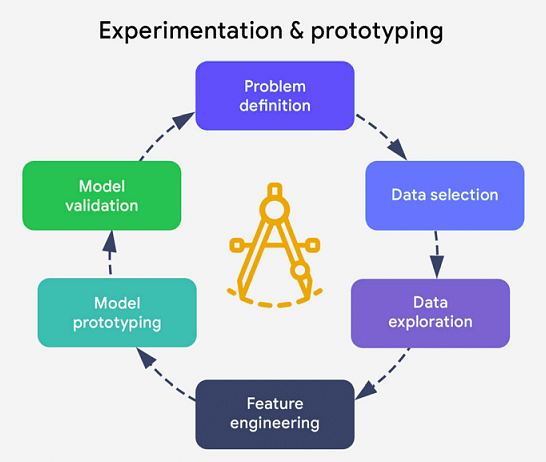 Experimentation & prototyping
Problem
definition
Data selection
Data
exploration
Feature
engineering
Model
prototyping
Model
validation